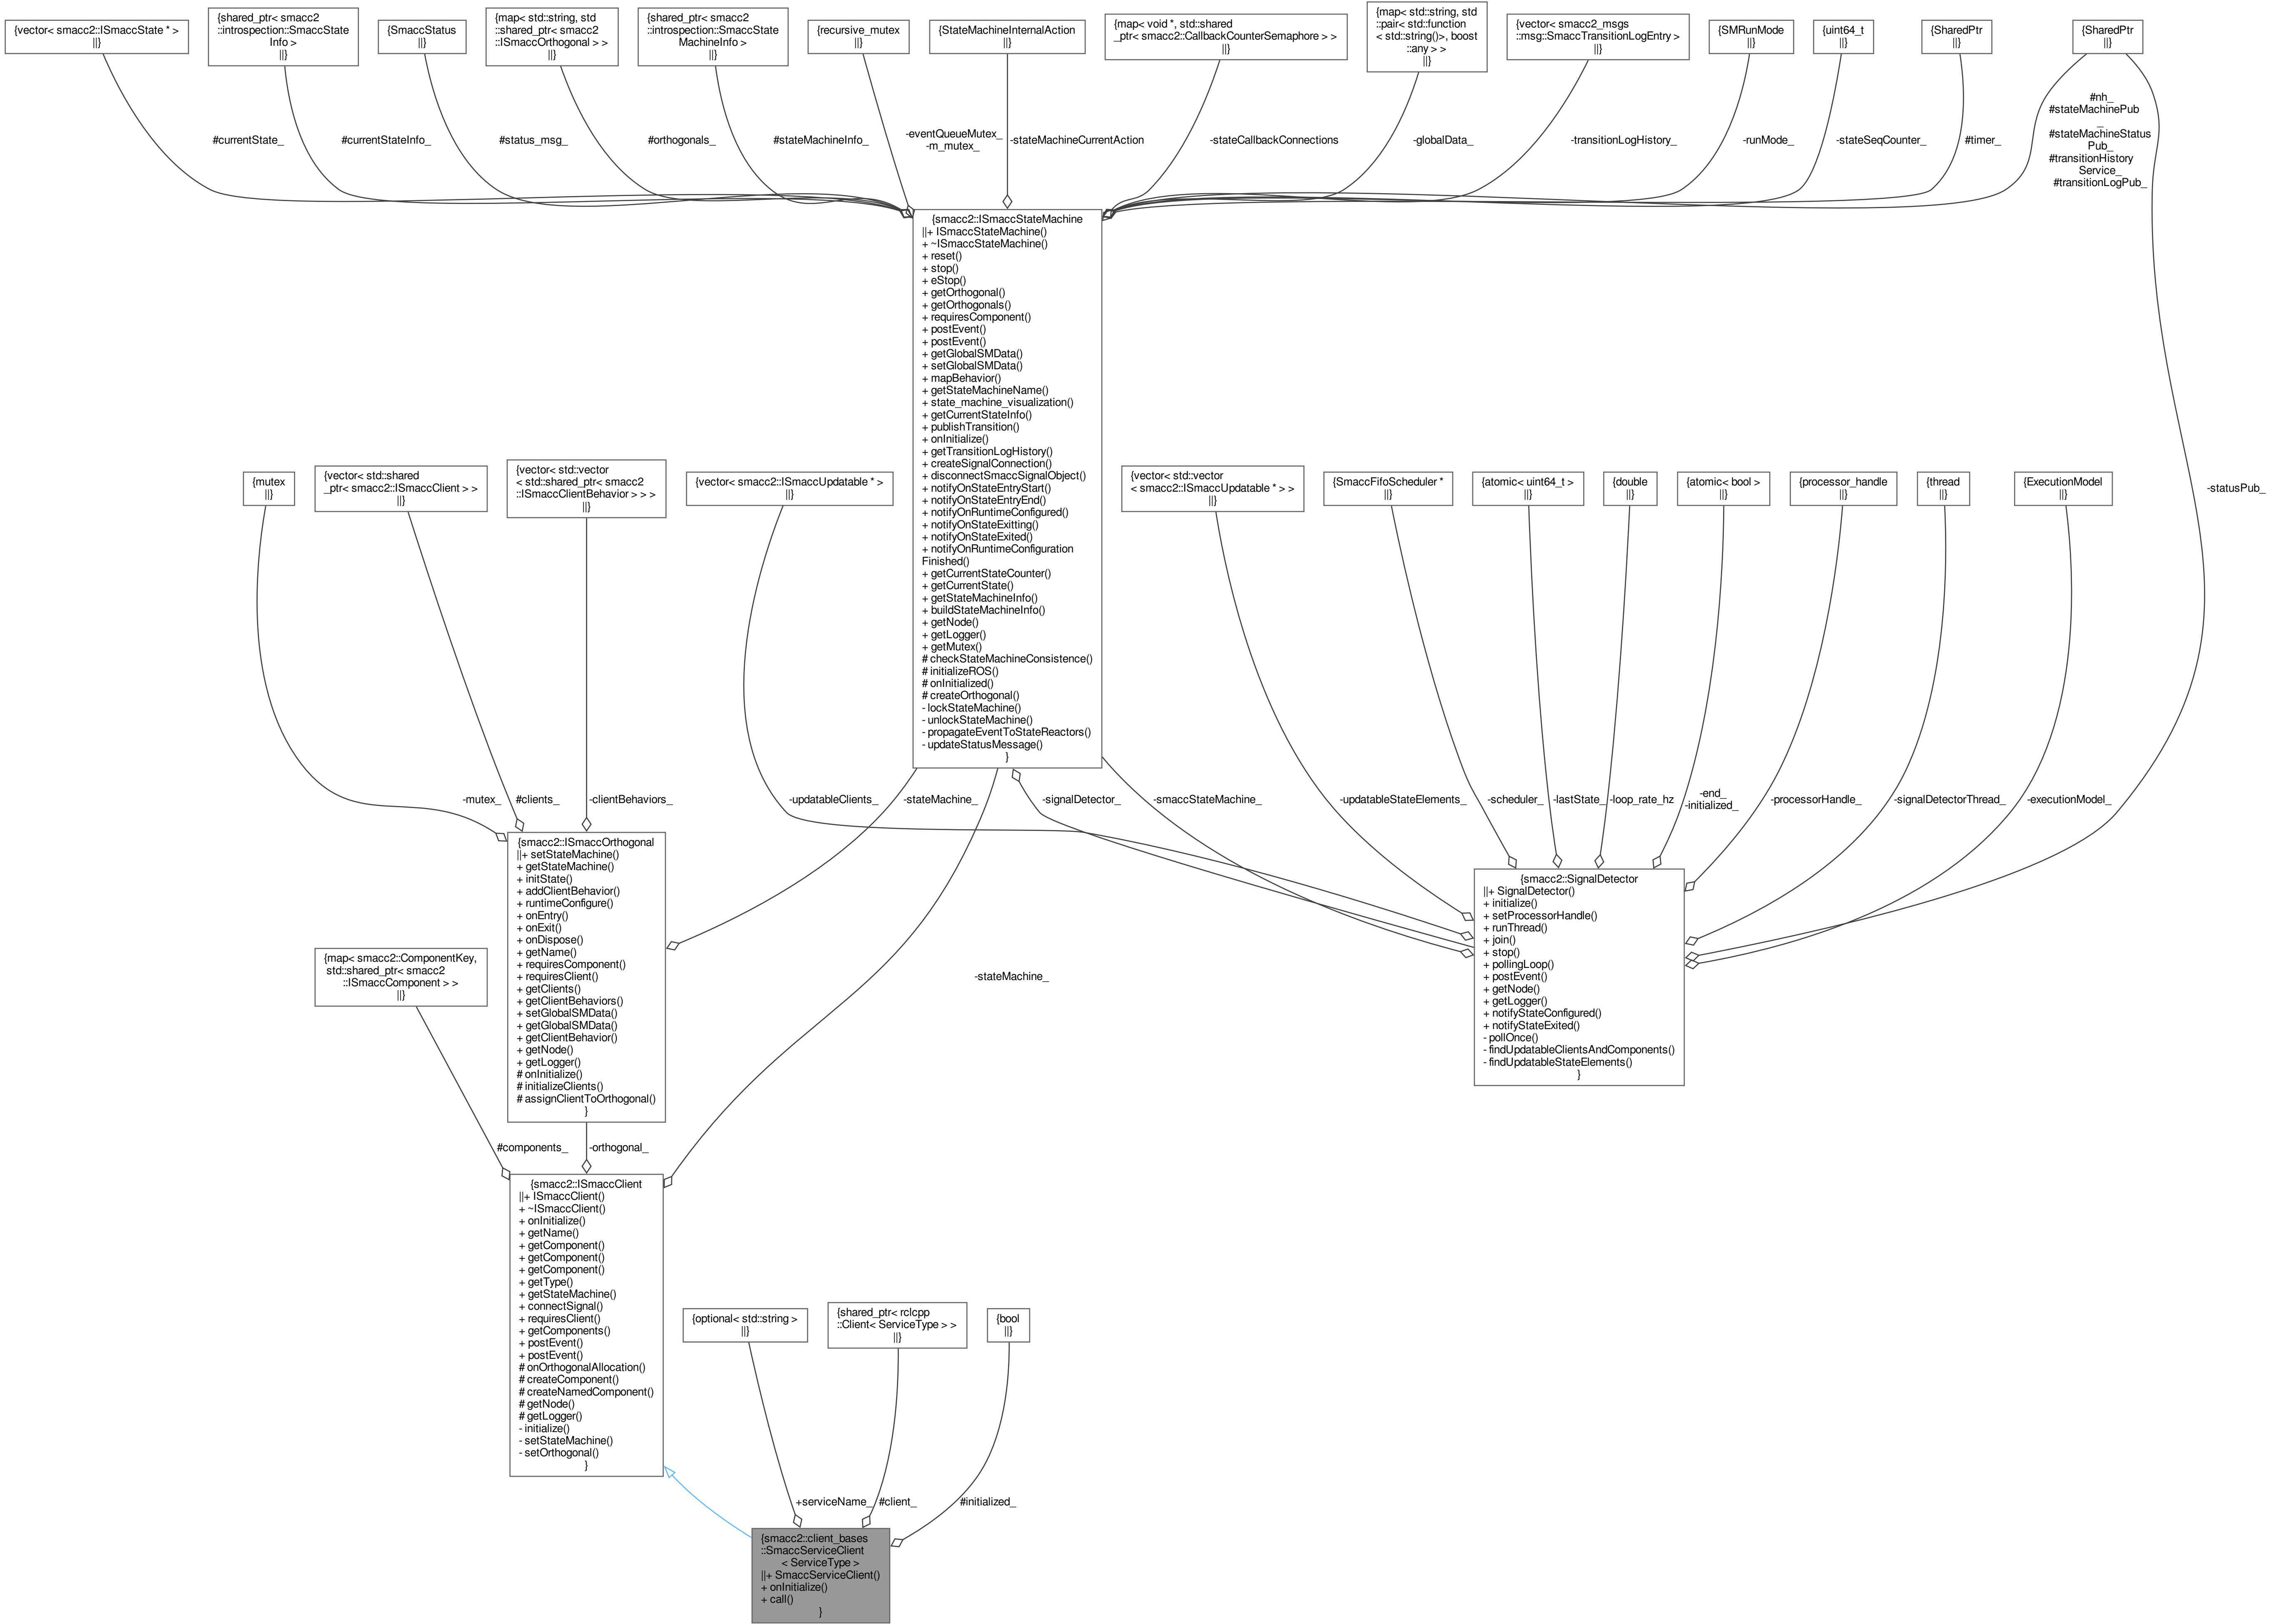 {vector< smacc2::ISmaccState * >
||}
{shared_ptr< smacc2
::introspection::SmaccState
Info >
||}
{SmaccStatus
||}
{map< std::string, std
::shared_ptr< smacc2
::ISmaccOrthogonal > >
||}
{shared_ptr< smacc2
::introspection::SmaccState
MachineInfo >
||}
{recursive_mutex
||}
{StateMachineInternalAction
||}
{map< void *, std::shared
_ptr< smacc2::CallbackCounterSemaphore > >
||}
{map< std::string, std
::pair< std::function
< std::string()>, boost
::any > >
||}
{vector< smacc2_msgs
::msg::SmaccTransitionLogEntry >
||}
{SMRunMode
||}
{uint64_t
||}
{SharedPtr
||}
{SharedPtr
||}
#currentState_
#currentStateInfo_
#status_msg_
#orthogonals_
#stateMachineInfo_
-eventQueueMutex_
-m_mutex_
-stateMachineCurrentAction
-stateCallbackConnections
-globalData_
-transitionLogHistory_
-runMode_
-stateSeqCounter_
#timer_
#nh_
#stateMachinePub
_
#stateMachineStatus
Pub_
#transitionHistory
Service_
#transitionLogPub_
{smacc2::ISmaccStateMachine
||+ ISmaccStateMachine()
+ ~ISmaccStateMachine()
+ reset()
+ stop()
+ eStop()
+ getOrthogonal()
+ getOrthogonals()
+ requiresComponent()
+ postEvent()
+ postEvent()
+ getGlobalSMData()
+ setGlobalSMData()
+ mapBehavior()
+ getStateMachineName()
+ state_machine_visualization()
+ getCurrentStateInfo()
+ publishTransition()
+ onInitialize()
+ getTransitionLogHistory()
+ createSignalConnection()
+ disconnectSmaccSignalObject()
+ notifyOnStateEntryStart()
+ notifyOnStateEntryEnd()
+ notifyOnRuntimeConfigured()
+ notifyOnStateExitting()
+ notifyOnStateExited()
+ notifyOnRuntimeConfiguration
Finished()
+ getCurrentStateCounter()
+ getCurrentState()
+ getStateMachineInfo()
+ buildStateMachineInfo()
+ getNode()
+ getLogger()
+ getMutex()
# checkStateMachineConsistence()
# initializeROS()
# onInitialized()
# createOrthogonal()
- lockStateMachine()
- unlockStateMachine()
- propagateEventToStateReactors()
- updateStatusMessage()
}
{mutex
||}
{vector< std::shared
_ptr< smacc2::ISmaccClient > >
||}
{vector< std::vector
< std::shared_ptr< smacc2
::ISmaccClientBehavior > > >
||}
{vector< smacc2::ISmaccUpdatable * >
||}
{vector< std::vector
< smacc2::ISmaccUpdatable * > >
||}
{SmaccFifoScheduler *
||}
{atomic< uint64_t >
||}
{double
||}
{atomic< bool >
||}
{processor_handle
||}
{thread
||}
{ExecutionModel
||}
-statusPub_
-mutex_
#clients_
-clientBehaviors_
-updatableClients_
-stateMachine_
-signalDetector_
-smaccStateMachine_
-updatableStateElements_
-scheduler_
-lastState_
-loop_rate_hz
-end_
-initialized_
-processorHandle_
-signalDetectorThread_
-executionModel_
{smacc2::ISmaccOrthogonal
||+ setStateMachine()
+ getStateMachine()
+ initState()
+ addClientBehavior()
+ runtimeConfigure()
+ onEntry()
+ onExit()
+ onDispose()
+ getName()
+ requiresComponent()
+ requiresClient()
+ getClients()
+ getClientBehaviors()
+ setGlobalSMData()
+ getGlobalSMData()
+ getClientBehavior()
+ getNode()
+ getLogger()
# onInitialize()
# initializeClients()
# assignClientToOrthogonal()
}
{smacc2::SignalDetector
||+ SignalDetector()
+ initialize()
+ setProcessorHandle()
+ runThread()
+ join()
+ stop()
+ pollingLoop()
+ postEvent()
+ getNode()
+ getLogger()
+ notifyStateConfigured()
+ notifyStateExited()
- pollOnce()
- findUpdatableClientsAndComponents()
- findUpdatableStateElements()
}
{map< smacc2::ComponentKey,
std::shared_ptr< smacc2
::ISmaccComponent > >
||}
-stateMachine_
#components_
-orthogonal_
{smacc2::ISmaccClient
||+ ISmaccClient()
+ ~ISmaccClient()
+ onInitialize()
+ getName()
+ getComponent()
+ getComponent()
+ getComponent()
+ getType()
+ getStateMachine()
+ connectSignal()
+ requiresClient()
+ getComponents()
+ postEvent()
+ postEvent()
# onOrthogonalAllocation()
# createComponent()
# createNamedComponent()
# getNode()
# getLogger()
- initialize()
- setStateMachine()
- setOrthogonal()
}
{optional< std::string >
||}
{shared_ptr< rclcpp
::Client< ServiceType > >
||}
{bool
||}
+serviceName_
#client_
#initialized_
{smacc2::client_bases
::SmaccServiceClient
< ServiceType >
||+ SmaccServiceClient()
+ onInitialize()
+ call()
}